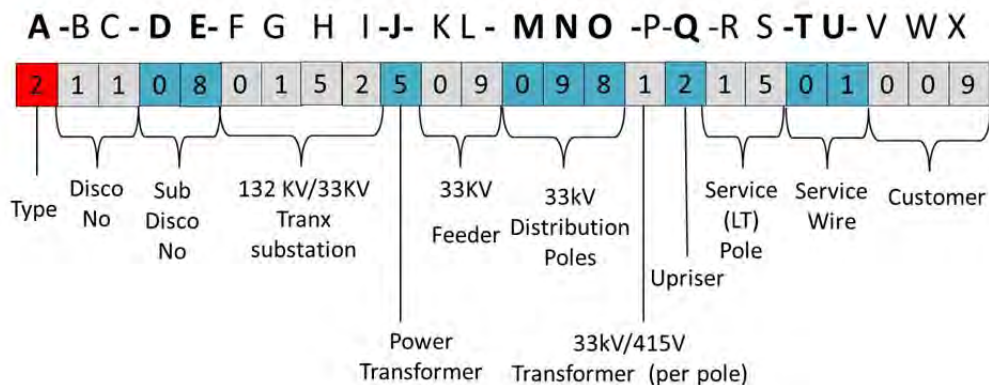 A -B C - D E- F G H I -J- K L - M N O -P- Q -R S -T U- V W X
2 1 1 0 8 0 1 5 2 5 0 9 0 9 8 1 2 1 5 0 1 0 0 9
Type
Disco
No
Sub
Disco
No
132 KV/33KV
Tranx
substation
33KV
Feeder
33kV
Distribution
Poles
Service
(LT)
Pole
Service
Wire
Customer
Upriser
Power
Transformer
33kV/415V
Transformer (per pole)